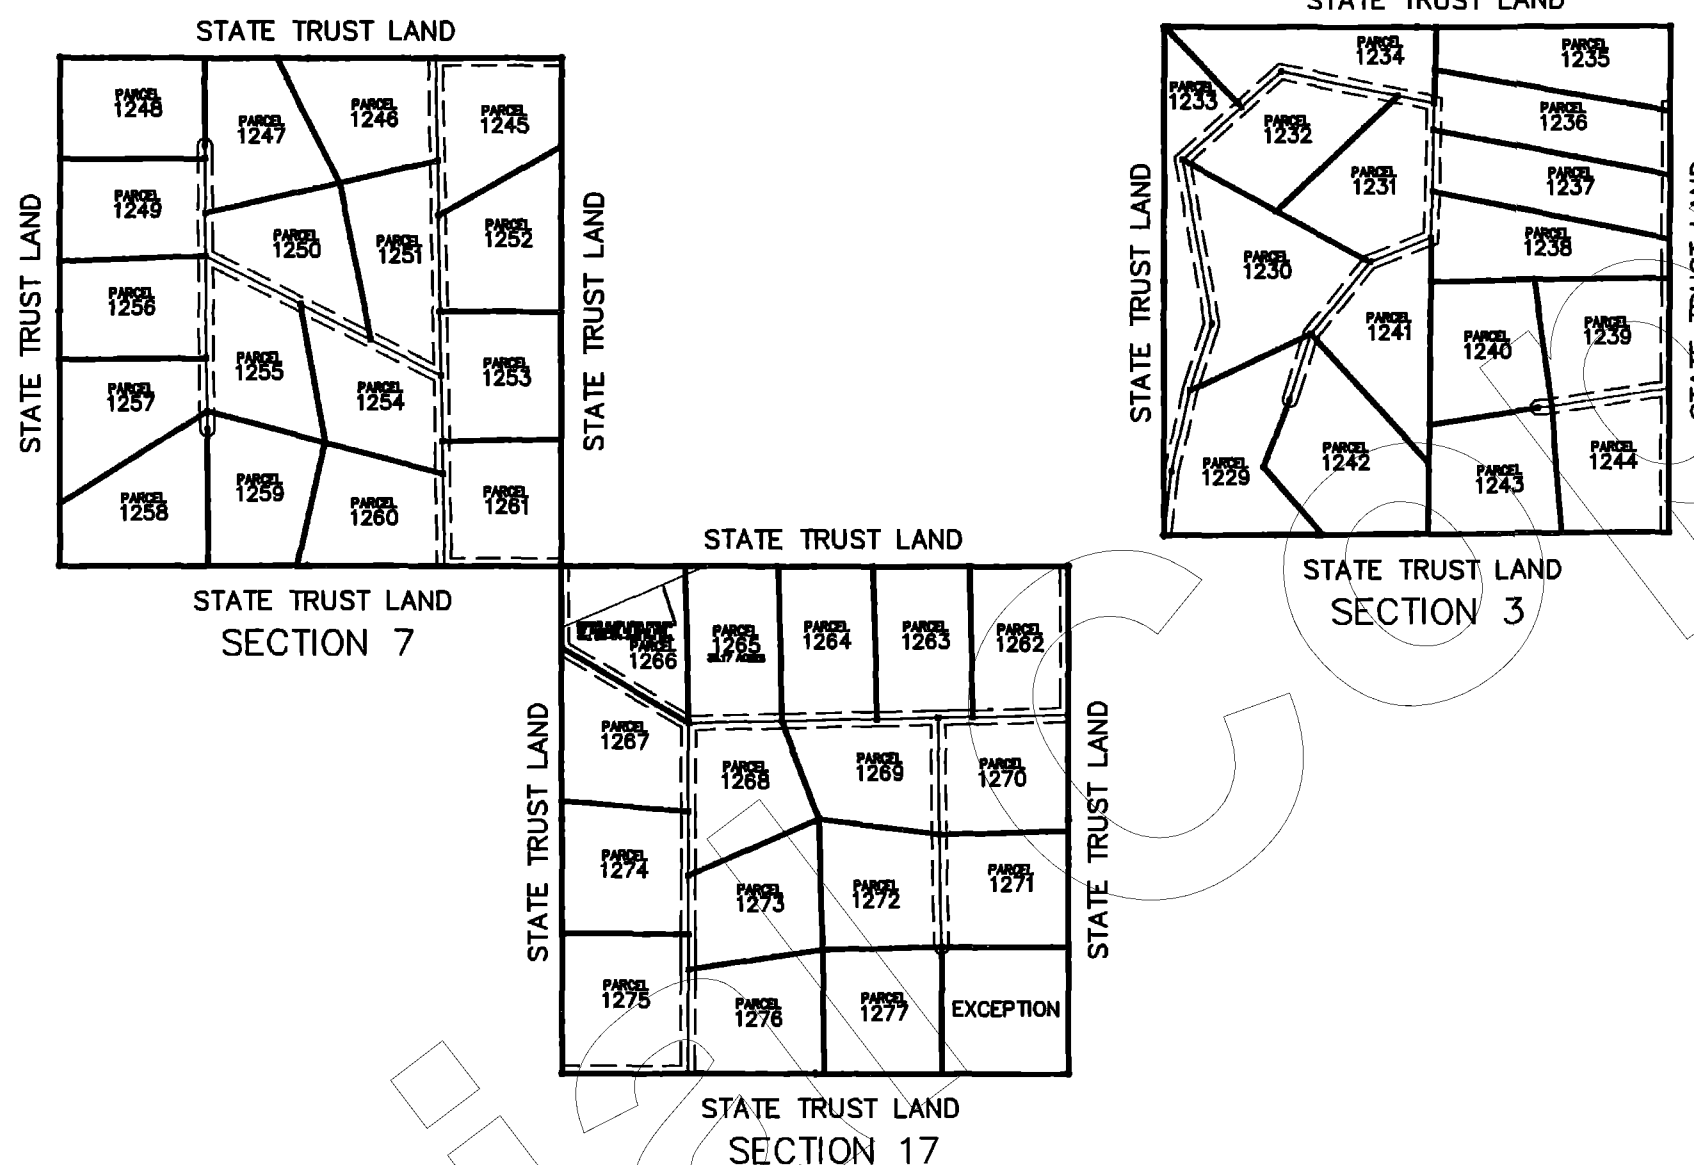 STATE TRUST LAND
PARCEL
1248
PARCEL
1247
PARCEL
1246
PARCEL
1245
PARCEL
1249
PARCEL
1250
PARCEL
1251
PARCEL
1252
PARCEL
1256
PARCEL
1255
PARCEL
1254
PARCEL
1253
PARCEL
1257
PARCEL
1258
PARCEL
1259
PARCEL
1260
PARCEL
1261
STATE TRUST LAND
STATE TRUST LAND
STATE TRUST LAND
SECTION 7
STATE TRUST LAND
PARCEL
1233
PARCEL
1234
PARCEL
1235
PARCEL
1232
PARCEL
1236
PARCEL
1231
PARCEL
1237
PARCEL
1230
PARCEL
1238
PARCEL
1241
PARCEL
1240
PARCEL
1239
PARCEL
1229
PARCEL
1242
PARCEL
1243
PARCEL
1244
STATE TRUST LAND
STATE TRUST LAND
STATE TRUST LAND
SECTION 3
STATE TRUST LAND
PARCEL
1266
PARCEL
1265
PARCEL
1264
PARCEL
1263
PARCEL
1262
PARCEL
1267
PARCEL
1268
PARCEL
1269
PARCEL
1270
PARCEL
1274
PARCEL
1273
PARCEL
1272
PARCEL
1271
PARCEL
1275
PARCEL
1276
PARCEL
1277
EXCEPTION
STATE TRUST LAND
STATE TRUST LAND
STATE TRUST LAND
SECTION 17